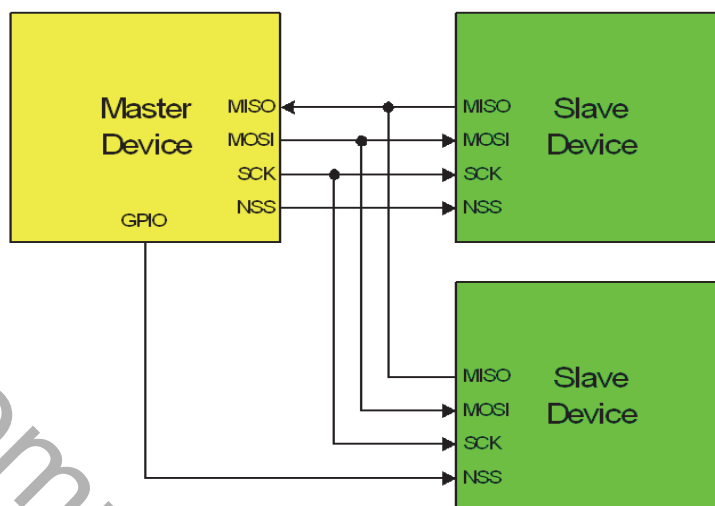 Master
Device
MISO
MOSI
SCK
NSS
GPIO
MISO
MOSI
SCK
NSS
Slave
Device
MISO
MOSI
SCK
NSS
Slave
Device